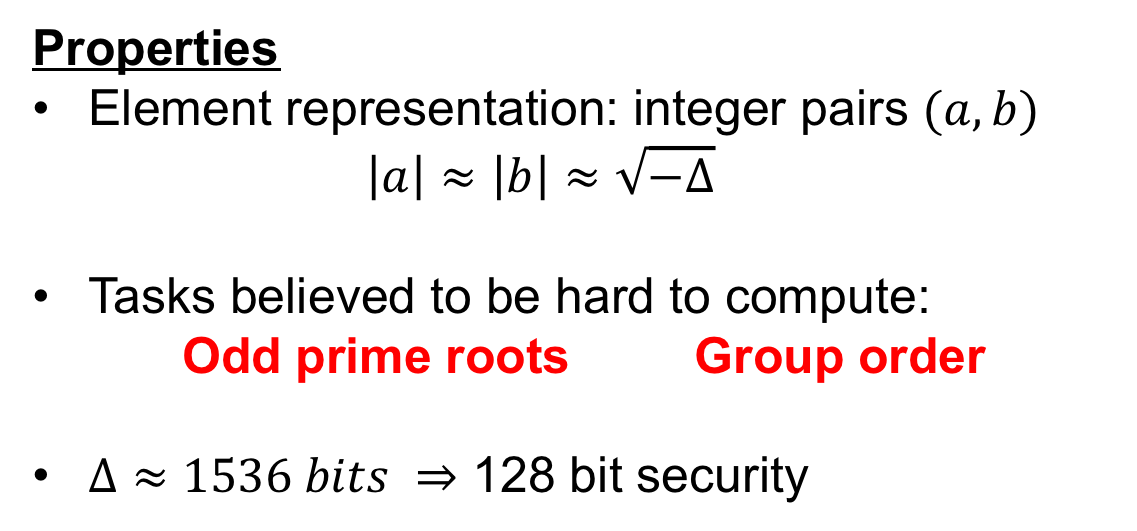 Properties
• Element representation: integer pairs (𝑎, 𝑏)
|𝑎| ≈ |𝑏| ≈ √−Δ
• Tasks believed to be hard to compute:
Odd prime roots Group order
• Δ ≈ 1536 𝑏𝑖𝑡𝑠 ⇒ 128 bit security